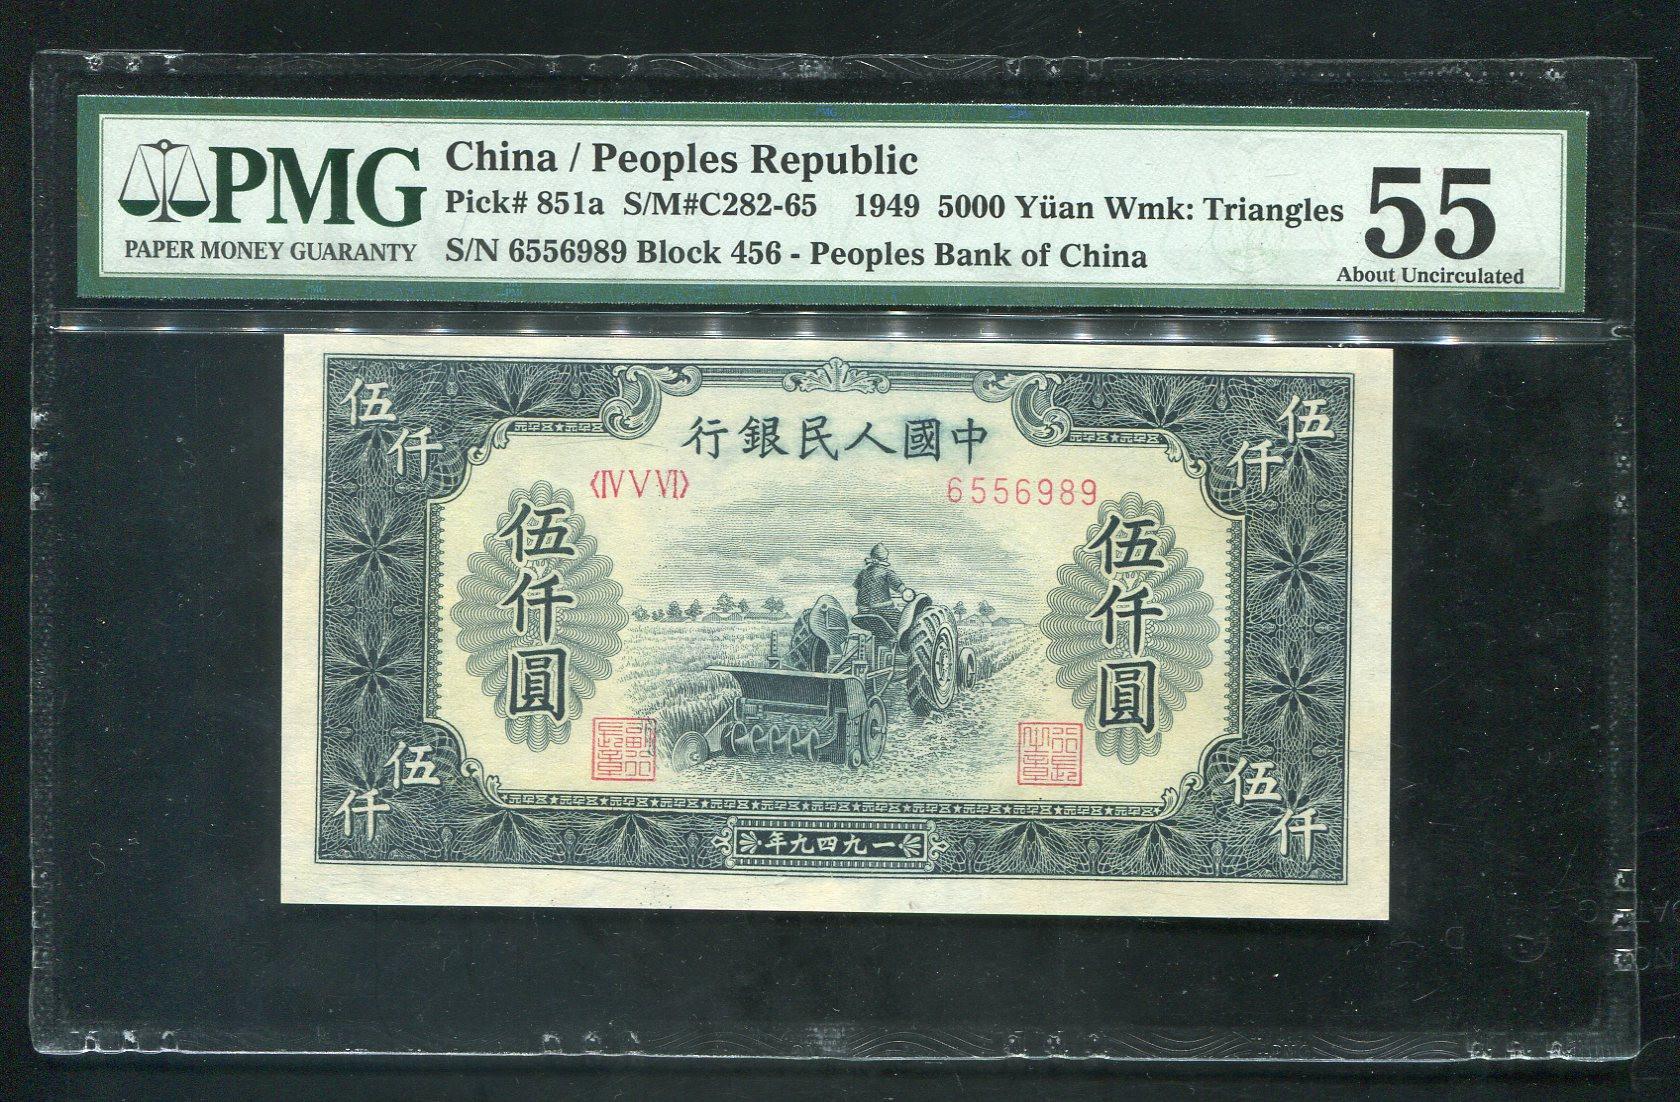 PMG
PAPER MONEY GUARANTY
China / Peoples Republic
Pick# 851a S/M#C282-65 1949 5000 Yüan Wmk: Triangles
S/N 6556989 Block 456 - Peoples Bank of China
55
About Uncirculated
伍仟
伍仟
行銀民人國中
〈IV V VI〉
6556989
伍仟圓
伍仟圓
伍仟
伍仟
年九四九一